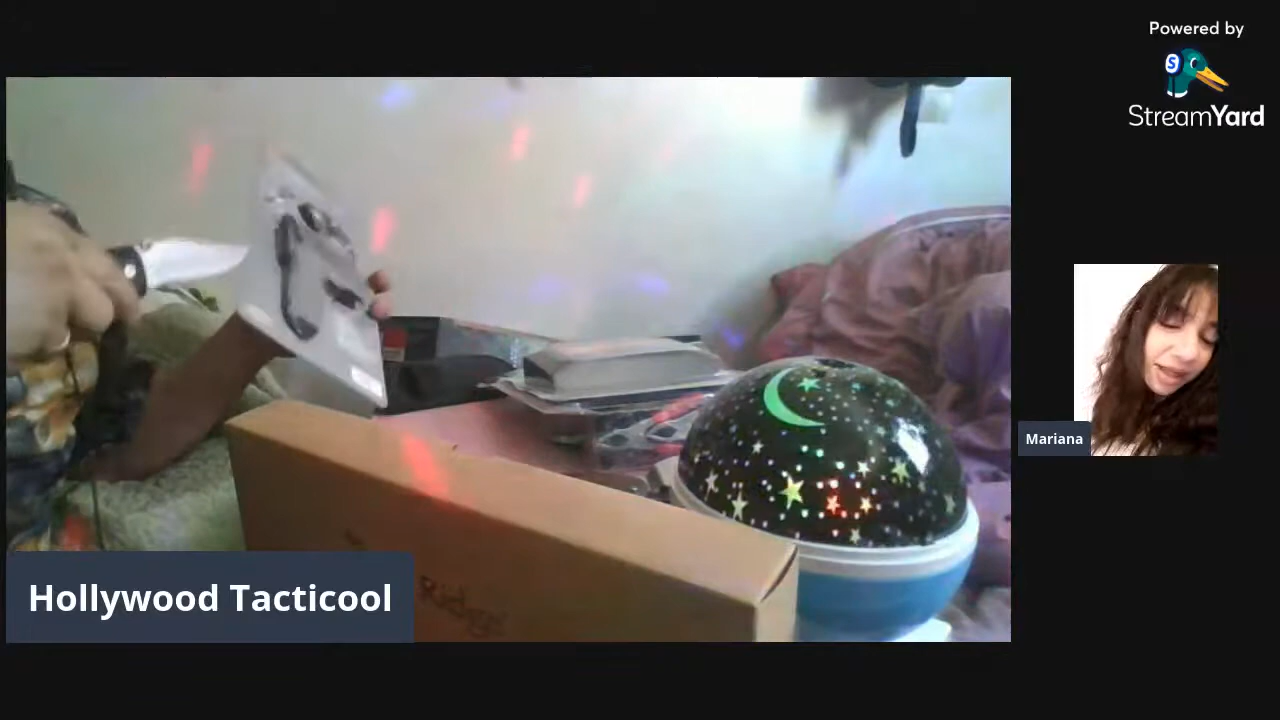 Powered by
S
StreamYard
Mariana
Hollywood Tacticool